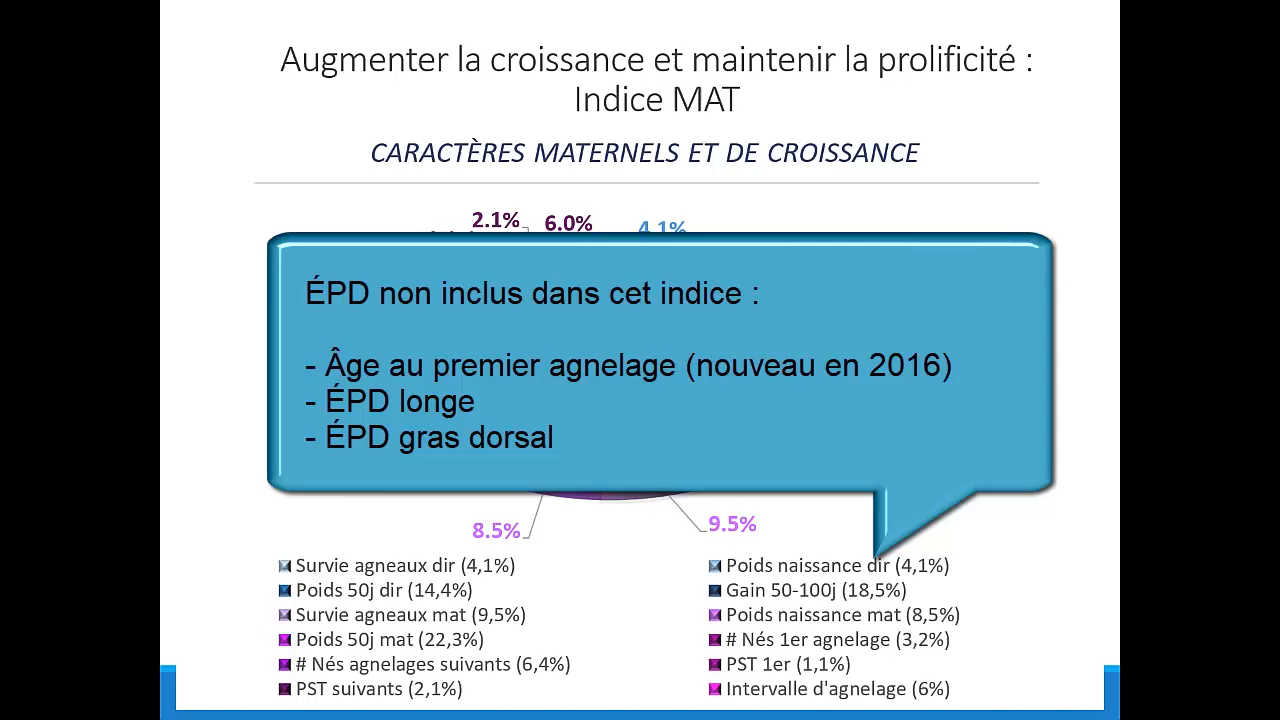 Augmenter la croissance et maintenir la prolificité :
Indice MAT
CARACTÈRES MATERNELS ET DE CROISSANCE
2.1% 6.0% 4.1%
ÉPD non inclus dans cet indice :
- Âge au premier agnelage (nouveau en 2016)
- ÉPD longe
- ÉPD gras dorsal
8.5% 9.5%
Survie agneaux dir (4,1%) Poids naissance dir (4,1%)
Poids 50j dir (14,4%) Gain 50-100j (18,5%)
Survie agneaux mat (9,5%) Poids naissance mat (8,5%)
Poids 50j mat (22,3%) # Nés 1er agnelage (3,2%)
# Nés agnelages suivants (6,4%) PST 1er (1,1%)
PST suivants (2,1%) Intervalle d'agnelage (6%)